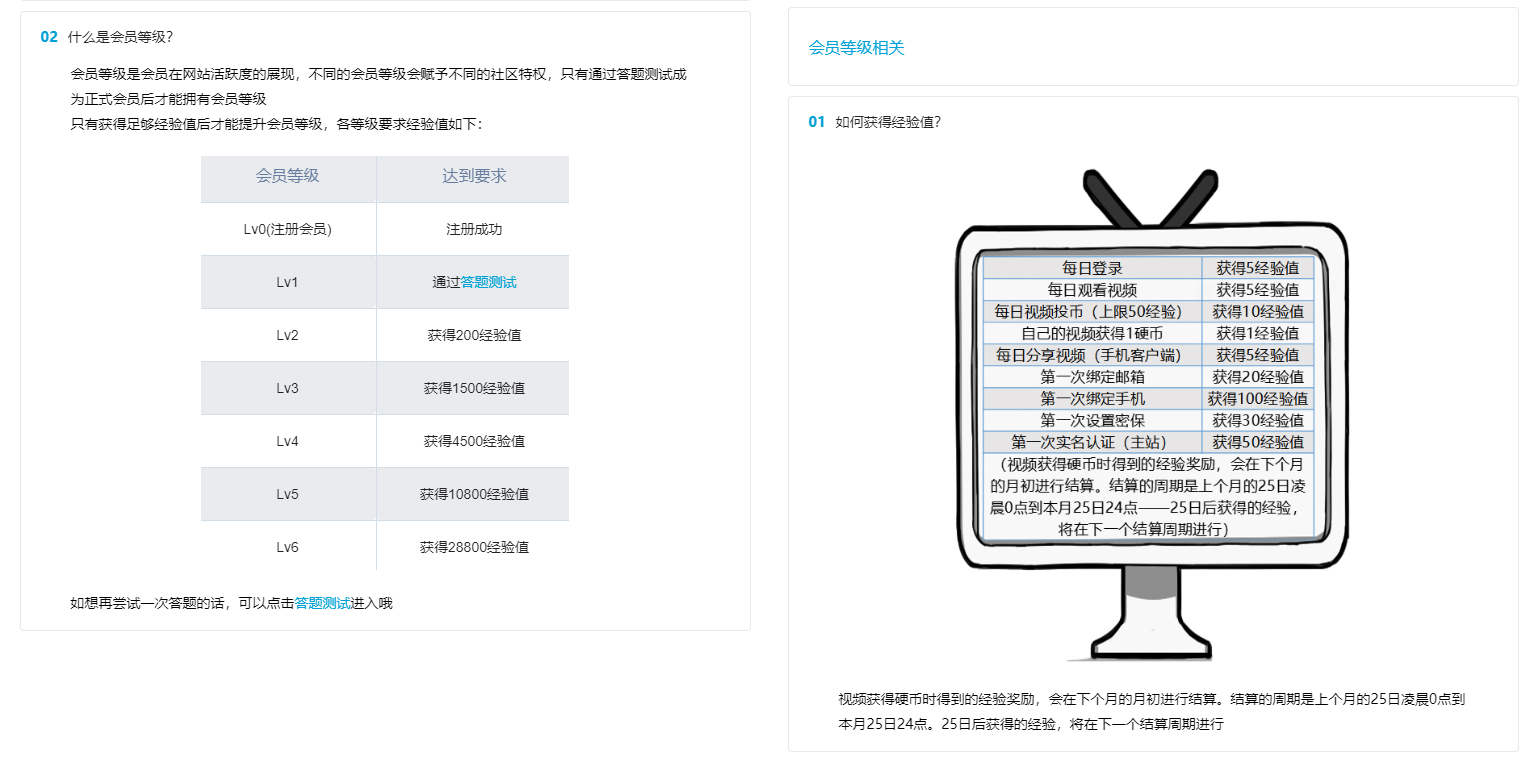 02 什么是会员等级？
会员等级是会员在网站活跃度的展现，不同的会员等级会赋予不同的社区特权，只有通过答题测试成
为正式会员后才能拥有会员等级
只有获得足够经验值后才能提升会员等级，各等级要求经验值如下：
会员等级 达到要求
Lv0(注册会员) 注册成功
Lv1 通过答题测试
Lv2 获得200经验值
Lv3 获得1500经验值
Lv4 获得4500经验值
Lv5 获得10800经验值
Lv6 获得28800经验值
如想再尝试一次答题的话，可以点击答题测试进入哦
会员等级相关
01 如何获得经验值？
每日登录 获得5经验值
每日观看视频 获得5经验值
每日视频投币（上限50经验） 获得10经验值
自己的视频获得1硬币 获得1经验值
每日分享视频（手机客户端） 获得5经验值
第一次绑定邮箱 获得20经验值
第一次绑定手机 获得100经验值
第一次设置密保 获得30经验值
第一次实名认证（主站） 获得50经验值
（视频获得硬币时得到的经验奖励，会在下个月
的月初进行结算。结算的周期是上个月的25日凌
晨0点到本月25日24点——25日后获得的经验，
将在下一个结算周期进行）
视频获得硬币时得到的经验奖励，会在下个月的月初进行结算。结算的周期是上个月的25日凌晨0点到
本月25日24点。25日后获得的经验，将在下一个结算周期进行